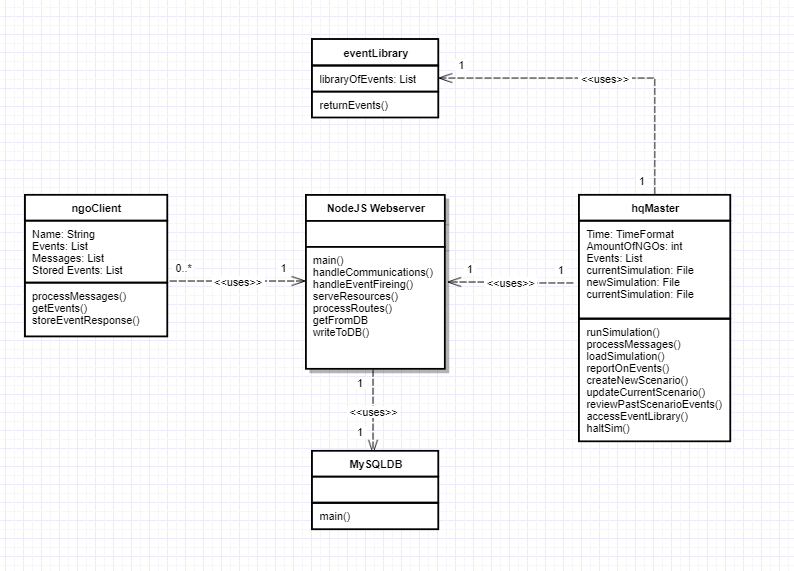 eventLibrary
libraryOfEvents: List
returnEvents()
1
<<uses>>
1
ngoClient
Name: String
Events: List
Messages: List
Stored Events: List
processMessages()
getEvents()
storeEventResponse()
0..*
<<uses>>
1
NodeJS Webserver
main()
handleCommunications()
handleEventFireing()
serveResources()
processRoutes()
getFromDB
writeToDB()
1
<<uses>>
1
hqMaster
Time: TimeFormat
AmountOfNGOs: int
Events: List
currentSimulation: File
newSimulation: File
currentSimulation: File
runSimulation()
processMessages()
loadSimulation()
reportOnEvents()
createNewScenario()
updateCurrentScenario()
reviewPastScenarioEvents()
accessEventLibrary()
haltSim()
1
<<uses>>
1
MySQLDB
main()